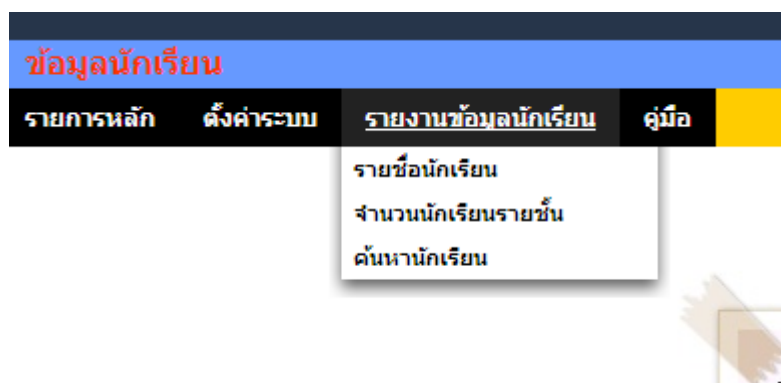 ข้อมูลนักเรียน
รายการหลัก ตั้งค่าระบบ รายงานข้อมูลนักเรียน คู่มือ
รายชื่อนักเรียน
จำนวนนักเรียนรายชั้น
ค้นหานักเรียน